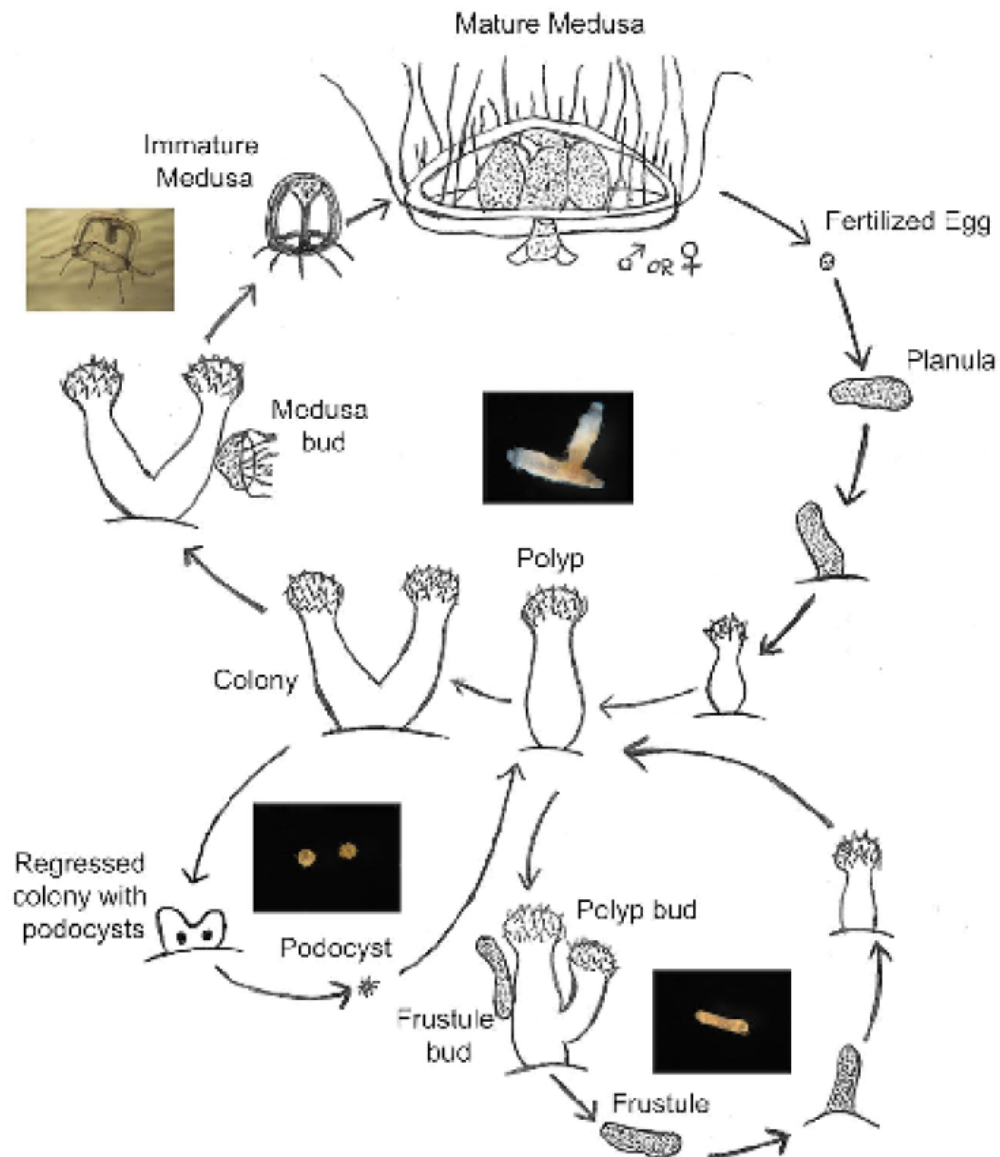 Mature Medusa
Immature
Medusa
♂ OR ♀
Fertilized Egg
Planula
Medusa
bud
Polyp
Colony
Regressed
colony with
podocysts
Podocyst
Polyp bud
Frustule
bud
Frustule